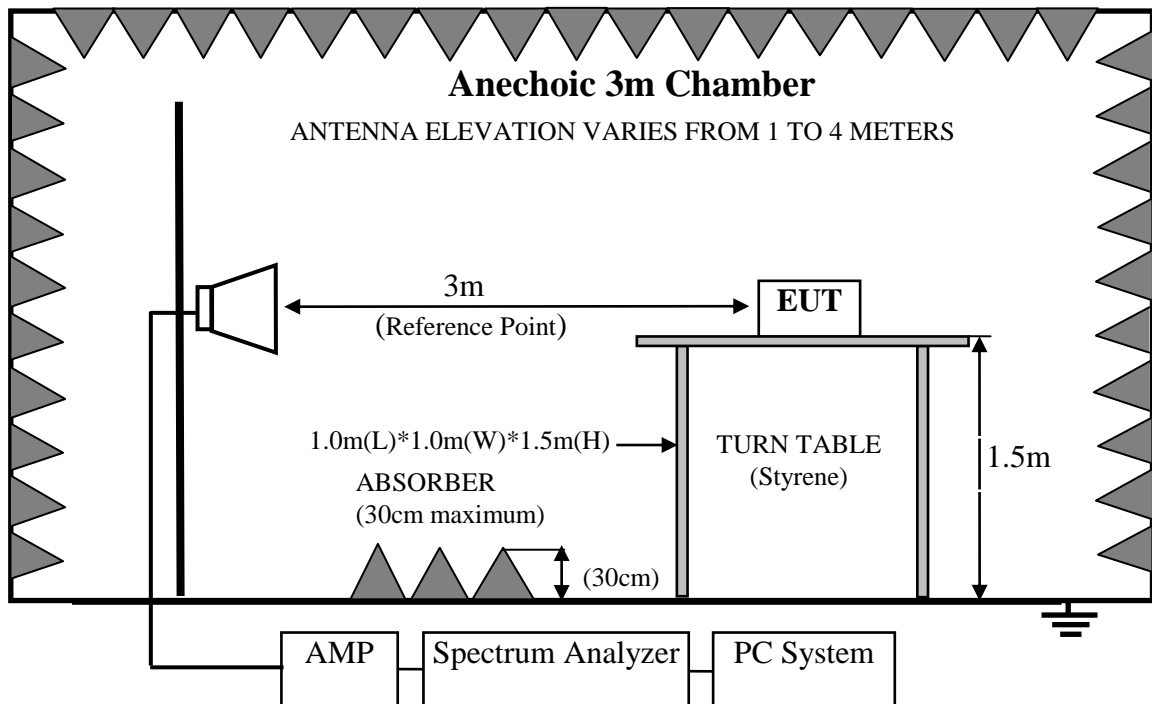 Anechoic 3m Chamber
ANTENNA ELEVATION VARIES FROM 1 TO 4 METERS
3m
(Reference Point)
EUT
1.0m(L)*1.0m(W)*1.5m(H)
TURN TABLE
(Styrene)
1.5m
ABSORBER
(30cm maximum)
(30cm)
AMP
Spectrum Analyzer
PC System